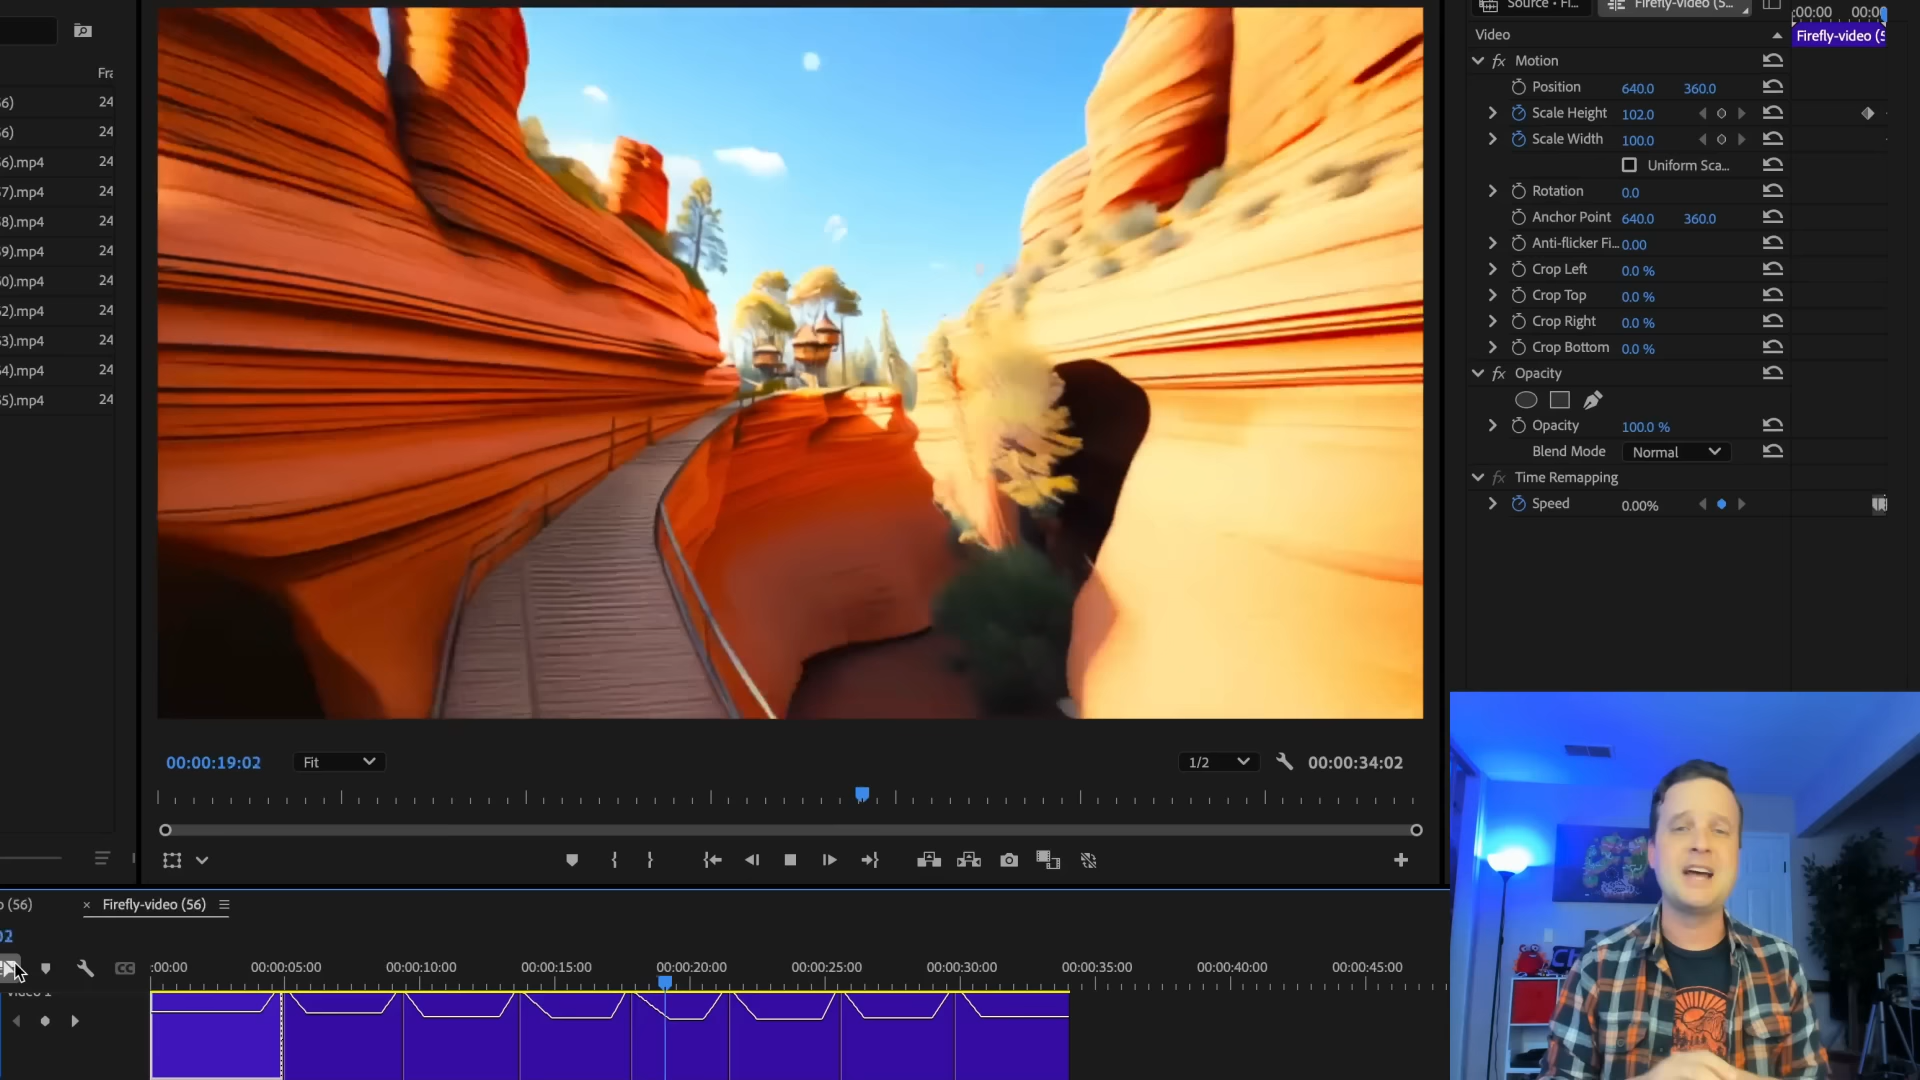 Fra
6)
24
6)
24
6).mp4
24
7).mp4
24
8).mp4
24
9).mp4
24
0).mp4
24
2).mp4
24
3).mp4
24
4).mp4
24
5).mp4
24
00:00:19:02
Fit
1/2
00:00:34:02
Source • Fi...
Firefly-video (5...
:00:00
00:00
Video
Firefly-video (5
fx Motion
Position 640.0 360.0
Scale Height 102.0
Scale Width 100.0
Uniform Sca...
Rotation 0.0
Anchor Point 640.0 360.0
Anti-flicker Fi... 0.00
Crop Left 0.0 %
Crop Top 0.0 %
Crop Right 0.0 %
Crop Bottom 0.0 %
fx Opacity
Opacity 100.0 %
Blend Mode Normal
fx Time Remapping
Speed 0.00%
o (56)
× Firefly-video (56)
02
CC
:00:00 00:00:05:00 00:00:10:00 00:00:15:00 00:00:20:00 00:00:25:00 00:00:30:00 00:00:35:00 00:00:40:00 00:00:45:00
Video 1